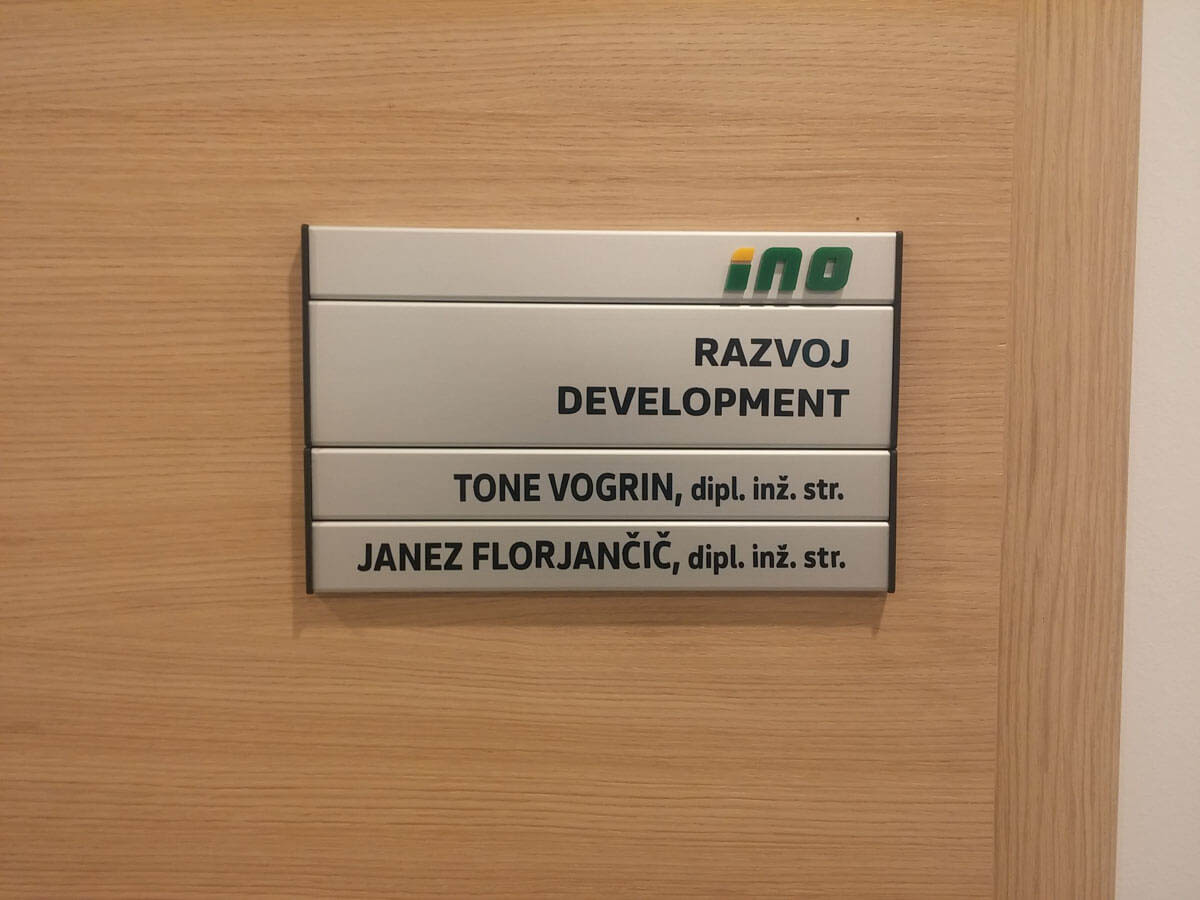 ino
RAZVOJ
DEVELOPMENT
TONE VOGRIN, dipl. inž. str.
JANEZ FLORJANČIČ, dipl. inž. str.